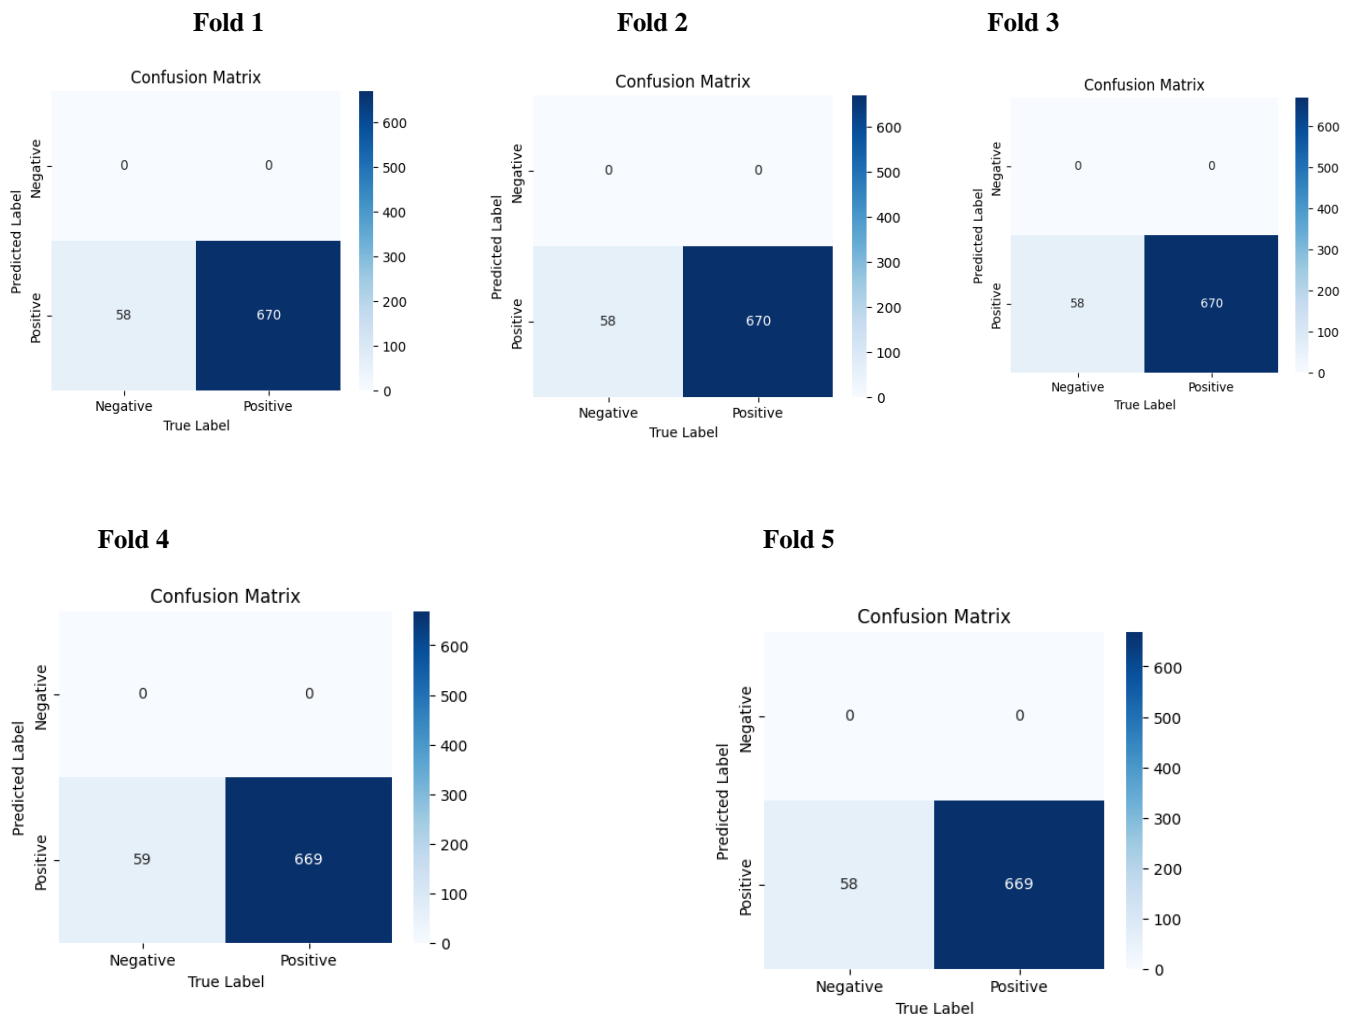 Fold 1
Confusion Matrix
Predicted Label
Negative
Positive
0 0
58 670
Negative Positive
True Label
600
500
400
300
200
100
0
Fold 2
Confusion Matrix
Predicted Label
Negative
Positive
0 0
58 670
Negative Positive
True Label
600
500
400
300
200
100
0
Fold 3
Confusion Matrix
Predicted Label
Negative
Positive
0 0
58 670
Negative Positive
True Label
600
500
400
300
200
100
0
Fold 4
Confusion Matrix
Predicted Label
Negative
Positive
0 0
59 669
Negative Positive
True Label
600
500
400
300
200
100
0
Fold 5
Confusion Matrix
Predicted Label
Negative
Positive
0 0
58 669
Negative Positive
True Label
600
500
400
300
200
100
0